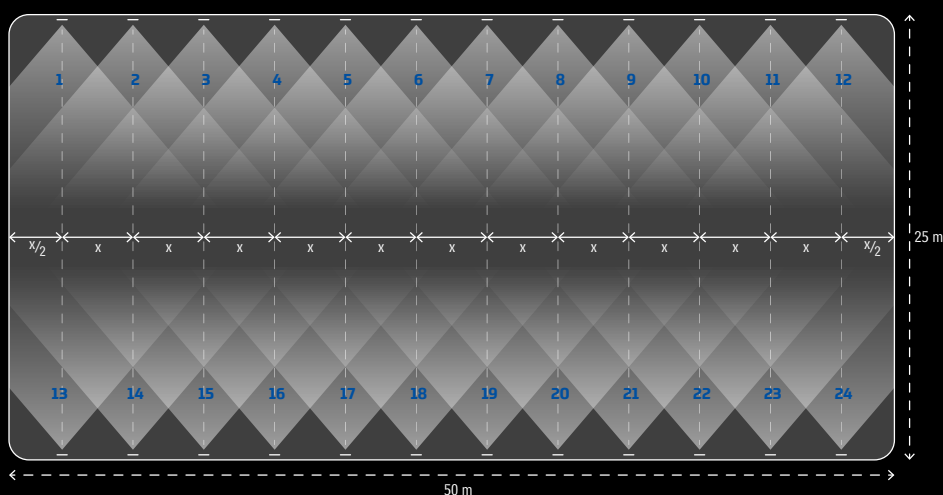 1 2 3 4 5 6 7 8 9 10 11 12
x/2 x x x x x x x x x x x x/2
25 m
13 14 15 16 17 18 19 20 21 22 23 24
50 m